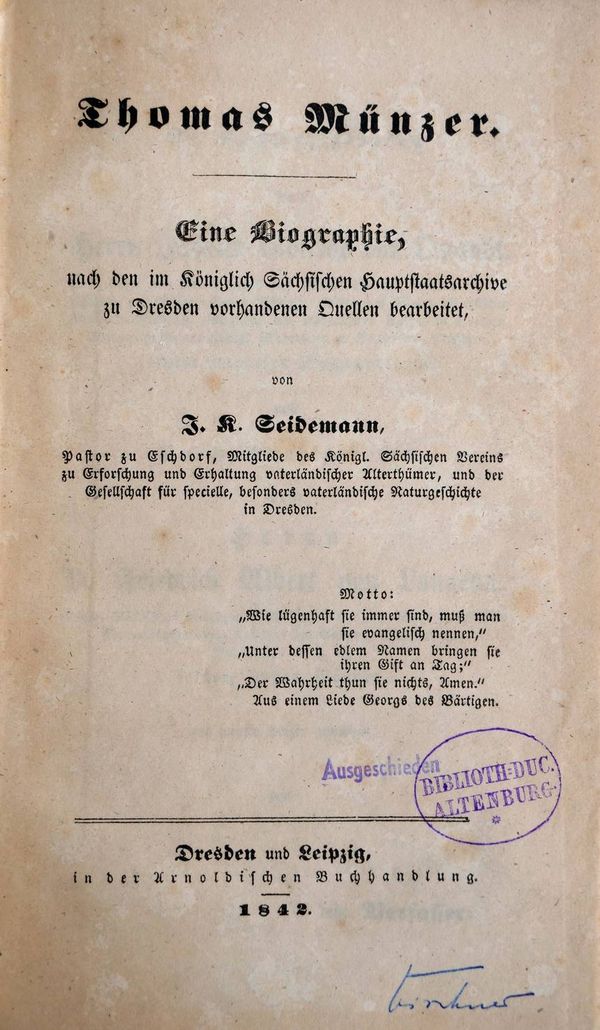 Thomas Münzer.
Eine Biographie,
nach den im Königlich Sächsischen Hauptstaatsarchive
zu Dresden vorhandenen Quellen bearbeitet,
von
J. K. Seidemann,
Pastor zu Eschdorf, Mitgliede des Königl. Sächsischen Vereins
zu Erforschung und Erhaltung vaterländischer Alterthümer, und der
Gesellschaft für specielle, besonders vaterländische Naturgeschichte
in Dresden.
Motto:
„Wie lügenhaft sie immer sind, muß man
sie evangelisch nennen,“
„Unter dessen edlem Namen bringen sie
ihren Gift an Tag;“
„Der Wahrheit thun sie nichts, Amen.“
Aus einem Liede Georgs des Bärtigen.
Ausgeschieden
BIBLIOTH-DUC.
ALTENBURG-
Dresden und Leipzig,
in der Arnoldischen Buchhandlung.
1842.